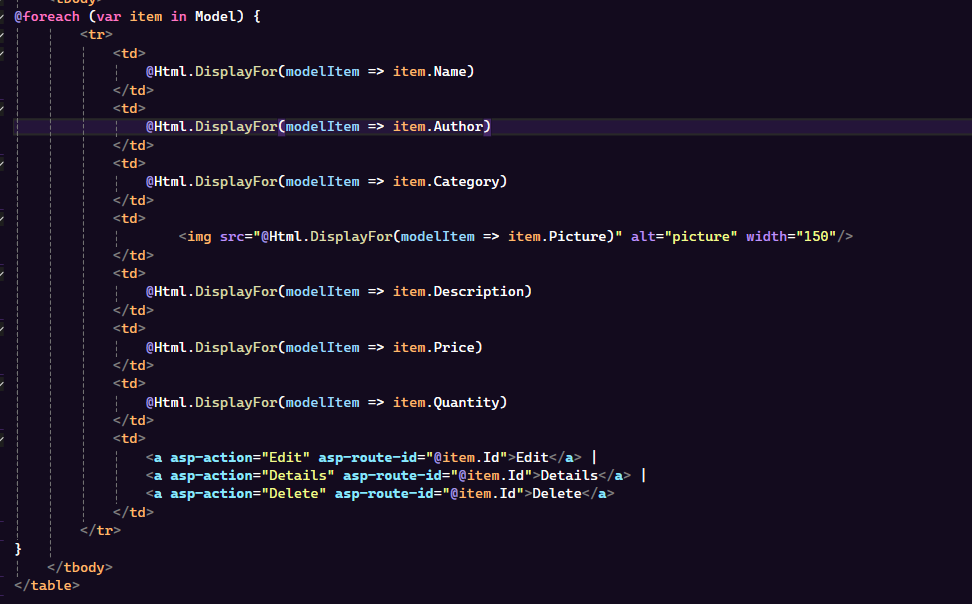 <tbody>
@foreach (var item in Model) {
        <tr>
            <td>
                @Html.DisplayFor(modelItem => item.Name)
            </td>
            <td>
                @Html.DisplayFor(modelItem => item.Author)
            </td>
            <td>
                @Html.DisplayFor(modelItem => item.Category)
            </td>
            <td>
                    <img src="@Html.DisplayFor(modelItem => item.Picture)" alt="picture" width="150"/>
            </td>
            <td>
                @Html.DisplayFor(modelItem => item.Description)
            </td>
            <td>
                @Html.DisplayFor(modelItem => item.Price)
            </td>
            <td>
                @Html.DisplayFor(modelItem => item.Quantity)
            </td>
            <td>
                <a asp-action="Edit" asp-route-id="@item.Id">Edit</a> |
                <a asp-action="Details" asp-route-id="@item.Id">Details</a> |
                <a asp-action="Delete" asp-route-id="@item.Id">Delete</a>
            </td>
        </tr>
}
    </tbody>
</table>